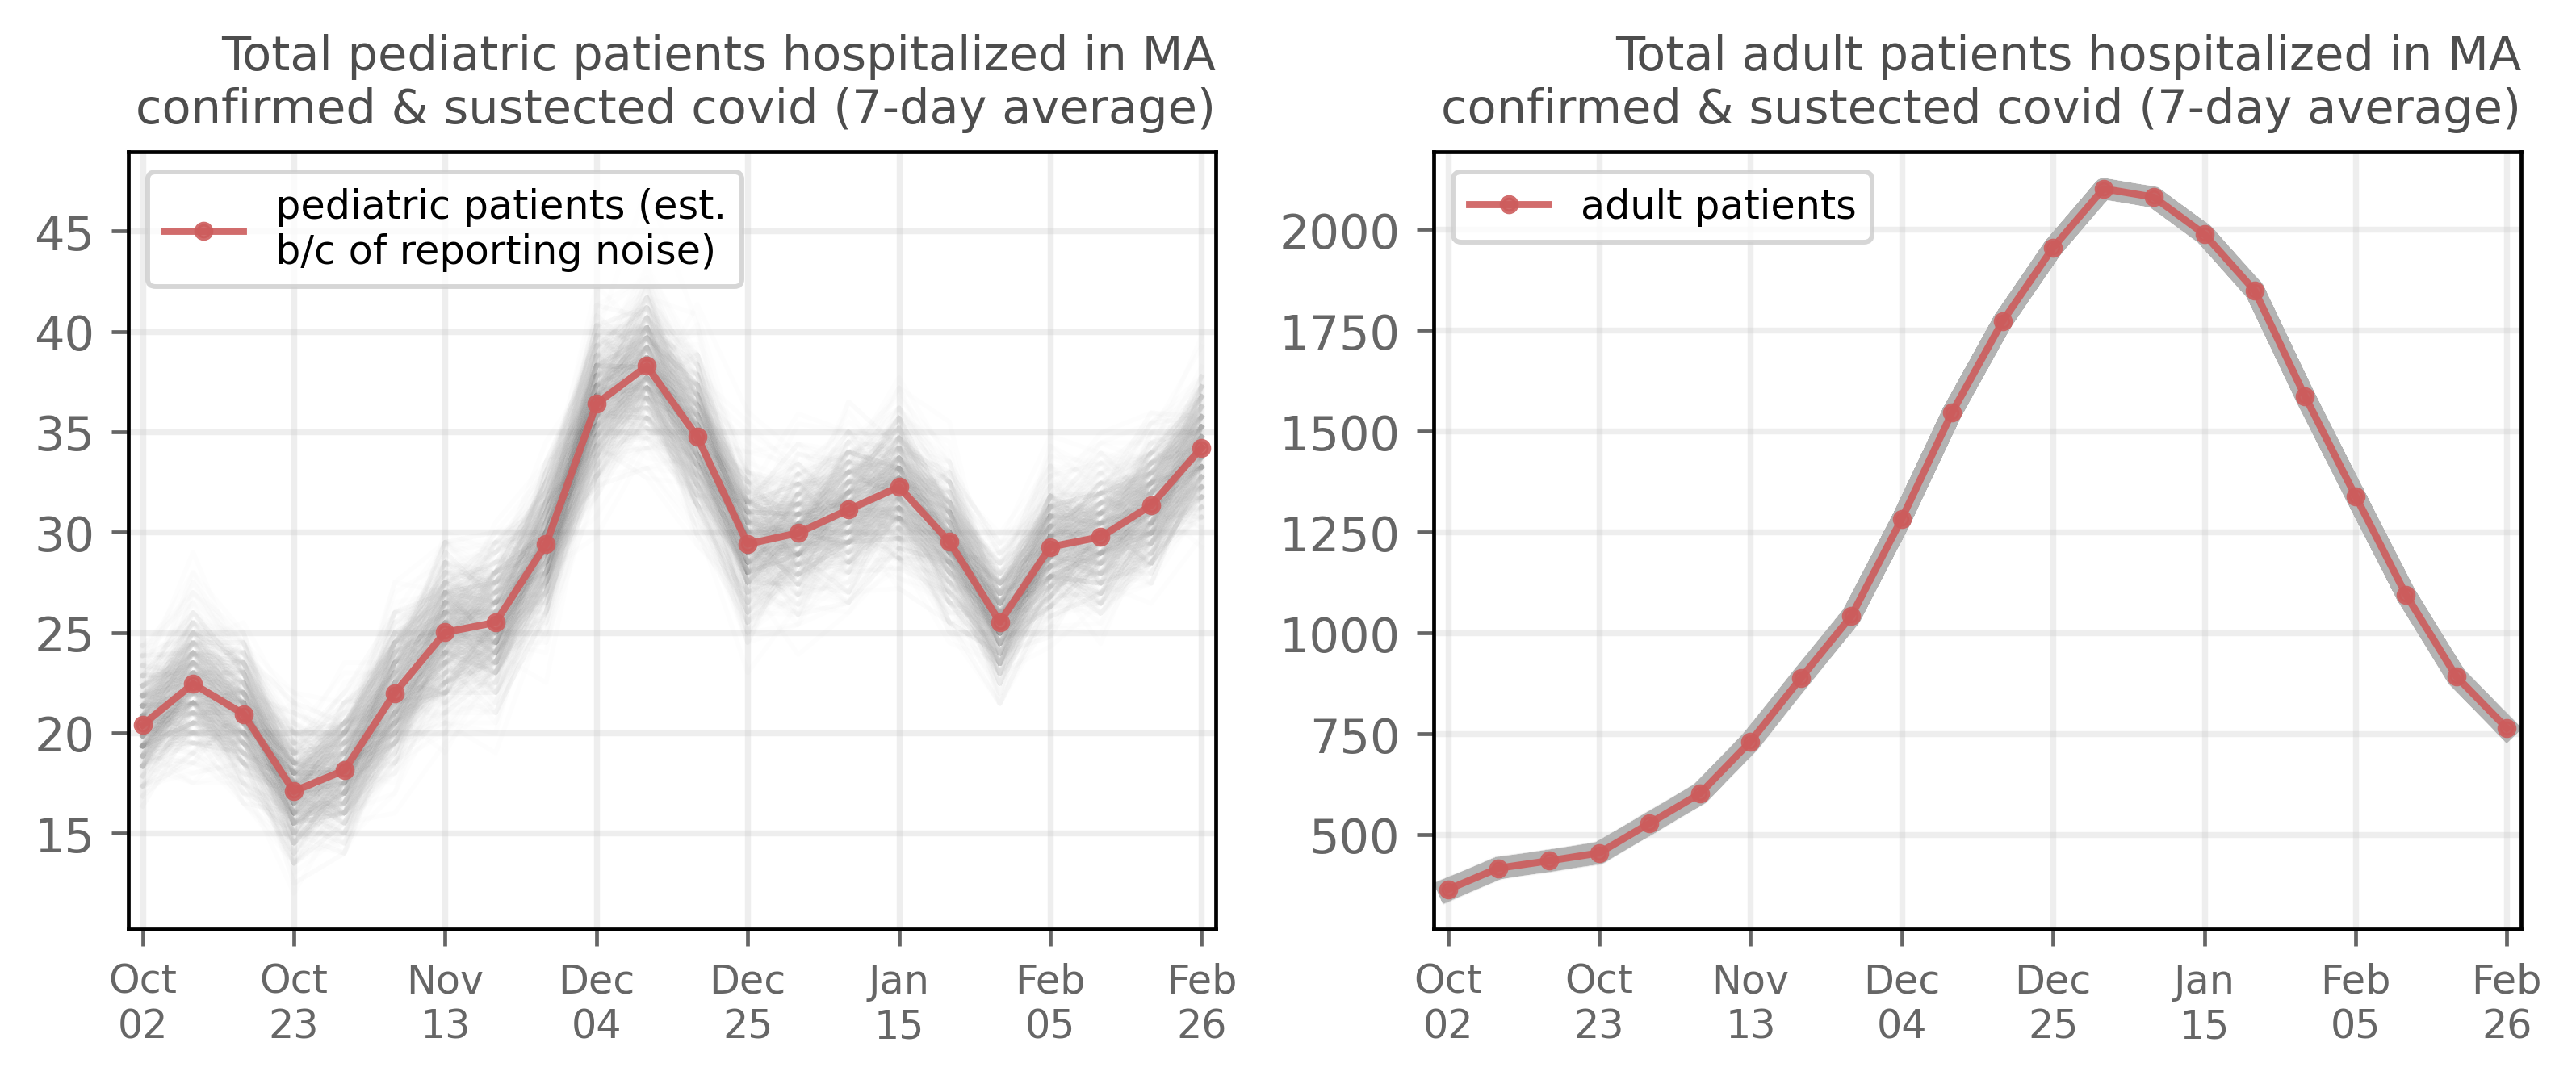 Total pediatric patients hospitalized in MA
confirmed & sustected covid (7-day average)
pediatric patients (est.
b/c of reporting noise)
45
40
35
30
25
20
15
Oct
02
Oct
23
Nov
13
Dec
04
Dec
25
Jan
15
Feb
05
Feb
26
Total adult patients hospitalized in MA
confirmed & sustected covid (7-day average)
adult patients
2000
1750
1500
1250
1000
750
500
Oct
02
Oct
23
Nov
13
Dec
04
Dec
25
Jan
15
Feb
05
Feb
26